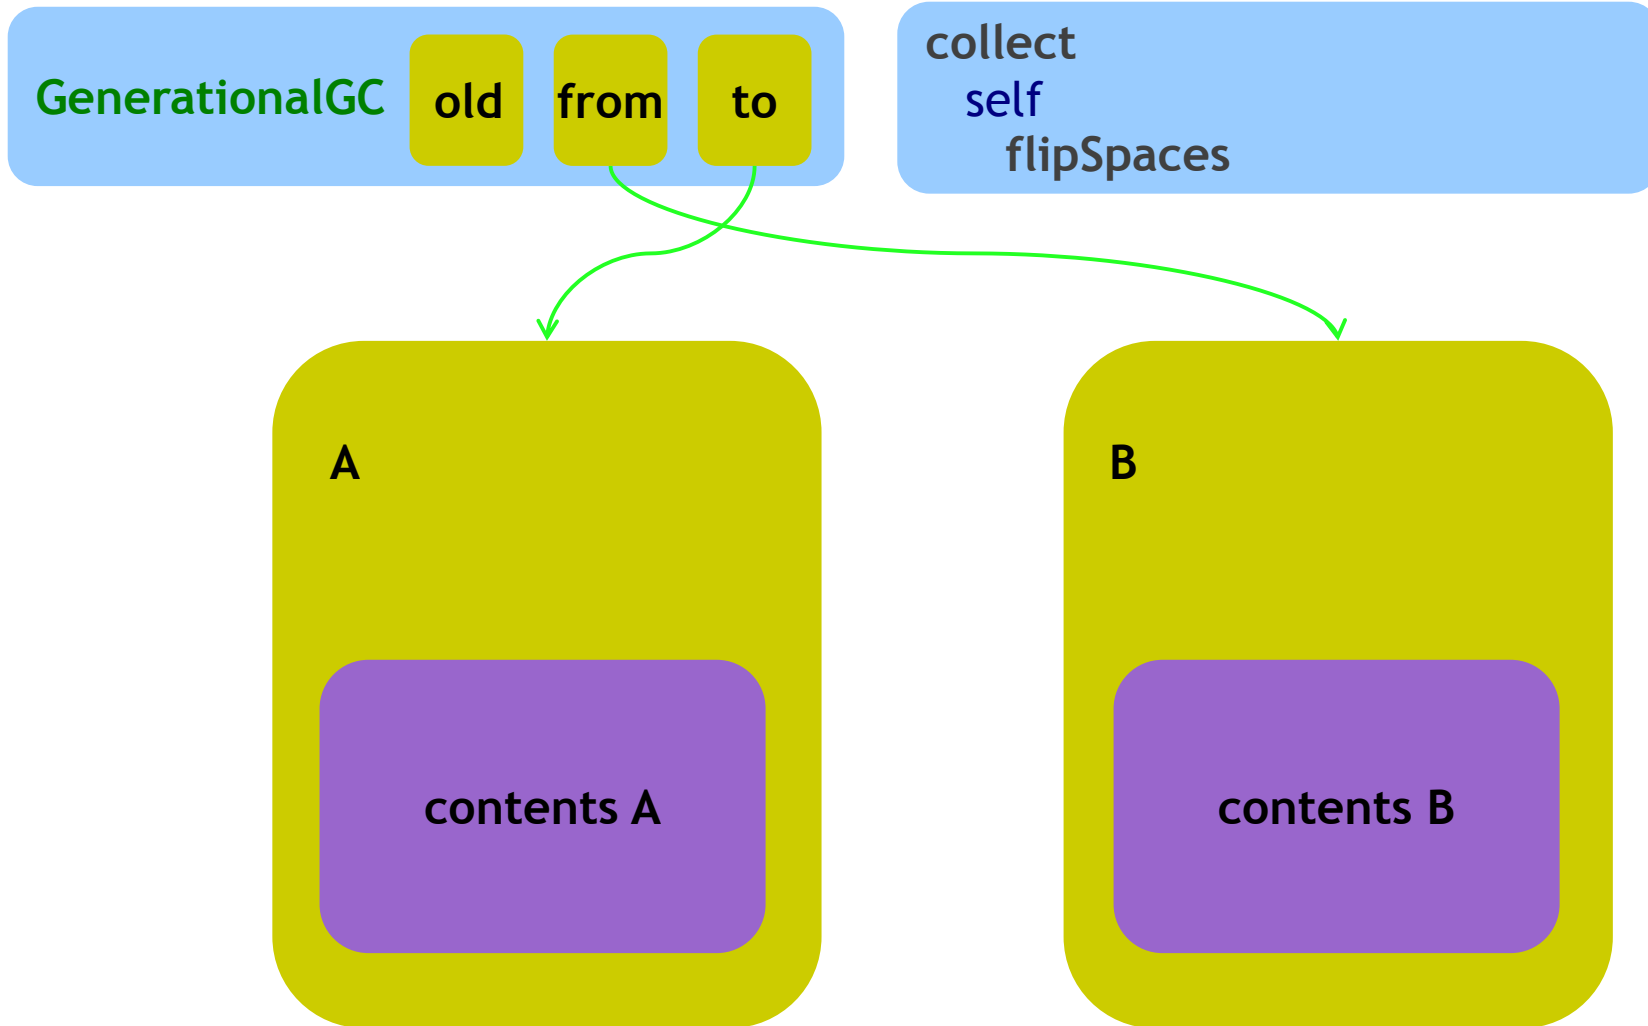 GenerationalGC old from to
collect
self
flipSpaces
A
B
contents A
contents B